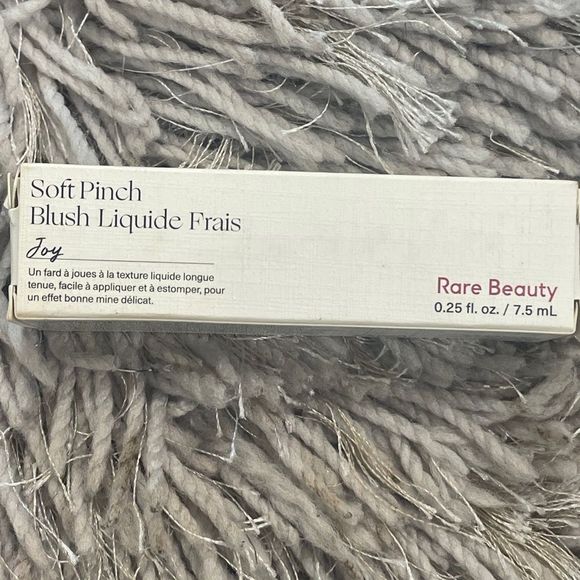 Soft Pinch
Blush Liquide Frais
Joy
Un fard à joues à la texture liquide longue
tenue, facile à appliquer et à estomper, pour
un effet bonne mine délicat.
Rare Beauty
0.25 fl. oz. / 7.5 mL